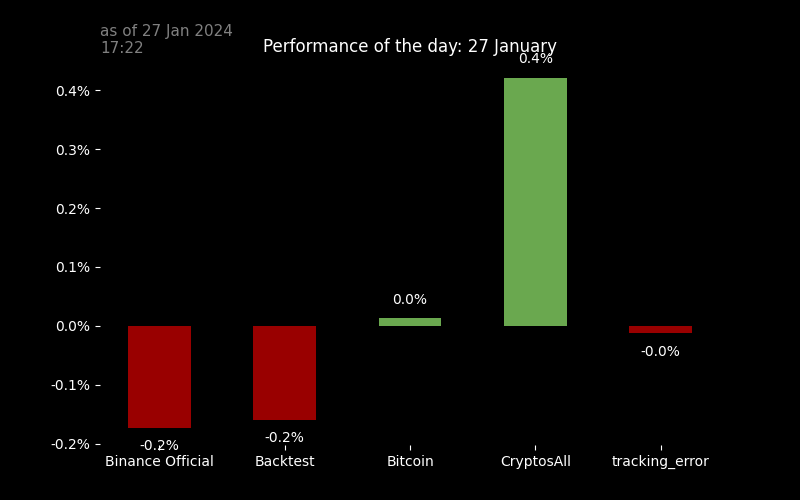 as of 27 Jan 2024
17:22
Performance of the day: 27 January
0.4%
0.4%
0.3%
0.2%
0.1%
0.0%
0.0%
-0.0%
-0.1%
-0.2%
-0.2%
-0.2%
Binance Official
Backtest
Bitcoin
CryptosAll
tracking_error